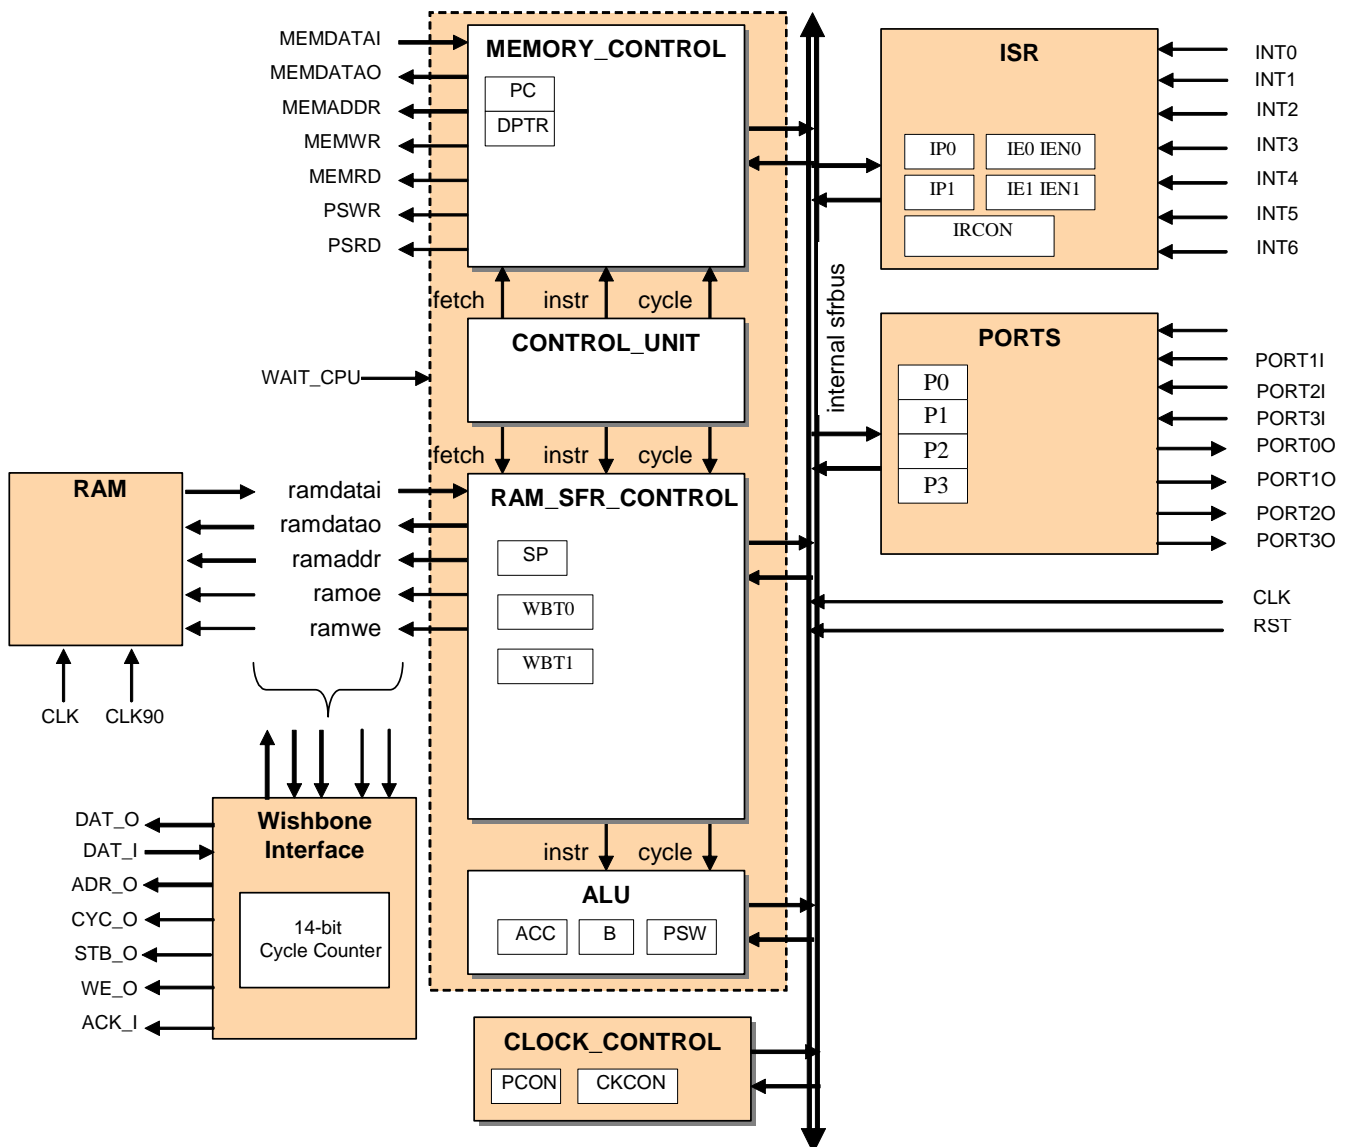 MEMDATAI
MEMDATAO
MEMADDR
MEMWR
MEMRD
PSWR
PSRD
MEMORY_CONTROL
PC
DPTR
ISR
IP0
IE0 IEN0
IP1
IE1 IEN1
IRCON
INT0
INT1
INT2
INT3
INT4
INT5
INT6
fetch
instr
cycle
CONTROL_UNIT
WAIT_CPU
fetch
instr
cycle
internal sfrbus
PORTS
P0
P1
P2
P3
PORT1I
PORT2I
PORT3I
PORT0O
PORT1O
PORT2O
PORT3O
CLK
RST
RAM
CLK
CLK90
ramdatai
ramdatao
ramaddr
ramoe
ramwe
RAM_SFR_CONTROL
SP
WBT0
WBT1
instr
cycle
ALU
ACC
B
PSW
DAT_O
DAT_I
ADR_O
CYC_O
STB_O
WE_O
ACK_I
Wishbone
Interface
14-bit
Cycle Counter
CLOCK_CONTROL
PCON
CKCON